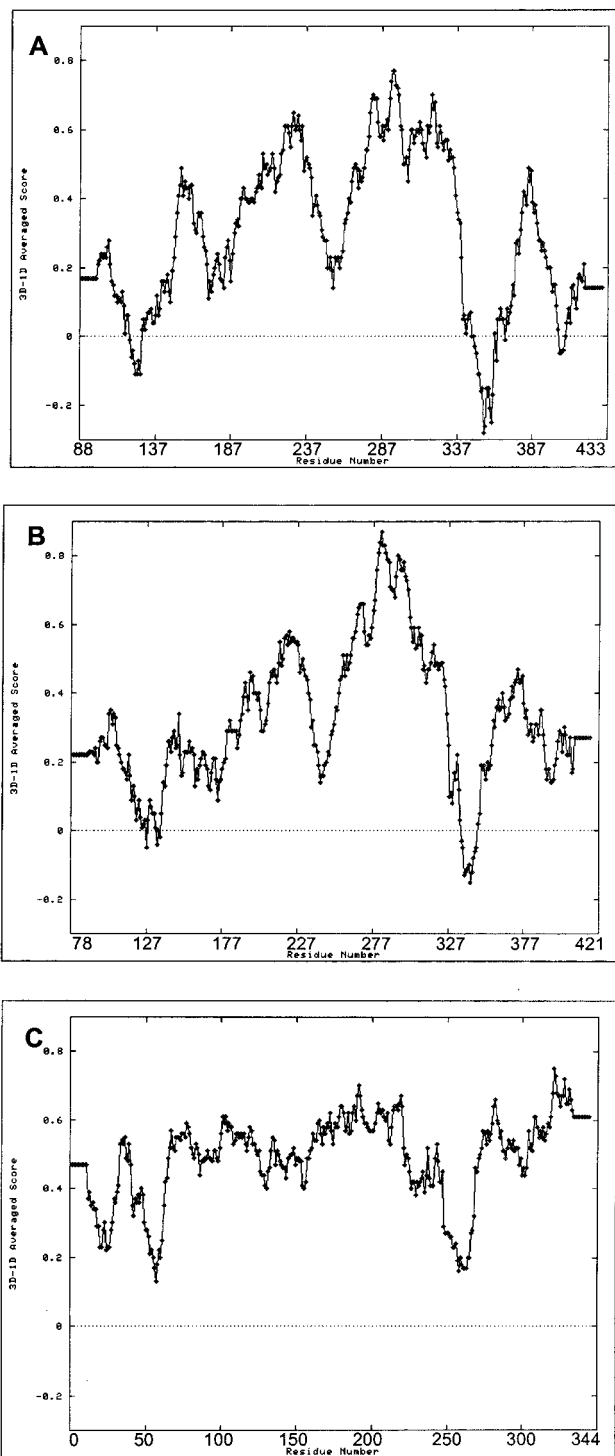 A
0.8
0.6
0.4
0.2
0
-0.2
3D-1D Averaged Score
88 137 187 237 287 337 387 433
Residue Number
B
0.8
0.6
0.4
0.2
0
-0.2
3D-1D Averaged Score
78 127 177 227 277 327 377 421
Residue Number
C
0.8
0.6
0.4
0.2
0
-0.2
3D-1D Averaged Score
0 50 100 150 200 250 300 344
Residue Number